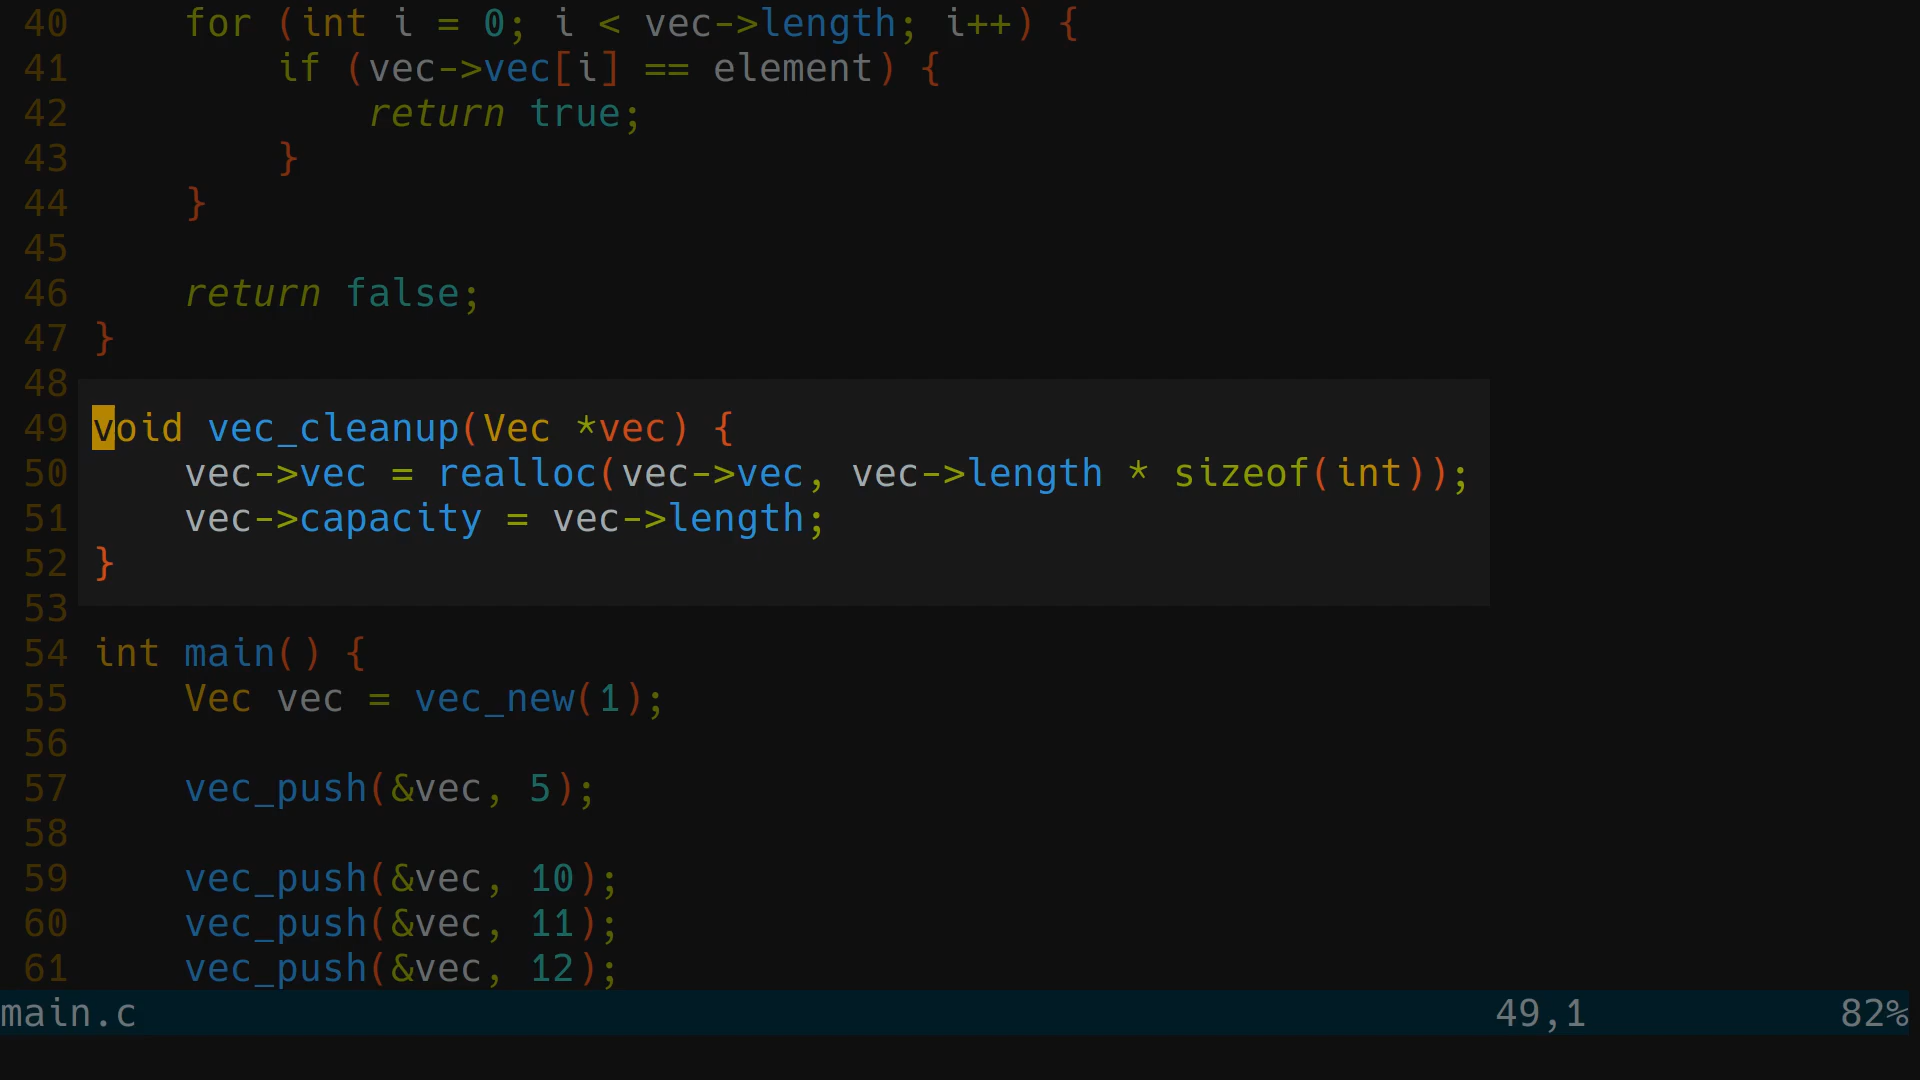 40     for (int i = 0; i < vec->length; i++) {
41         if (vec->vec[i] == element) {
42             return true;
43         }
44     }
45
46     return false;
47 }
48
49 void vec_cleanup(Vec *vec) {
50     vec->vec = realloc(vec->vec, vec->length * sizeof(int));
51     vec->capacity = vec->length;
52 }
53
54 int main() {
55     Vec vec = vec_new(1);
56
57     vec_push(&vec, 5);
58
59     vec_push(&vec, 10);
60     vec_push(&vec, 11);
61     vec_push(&vec, 12);
main.c 49,1 82%